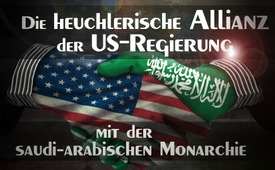 Die heuchlerische Allianz
der US-Regierung
mit der
saudi-arabischen Monarchie